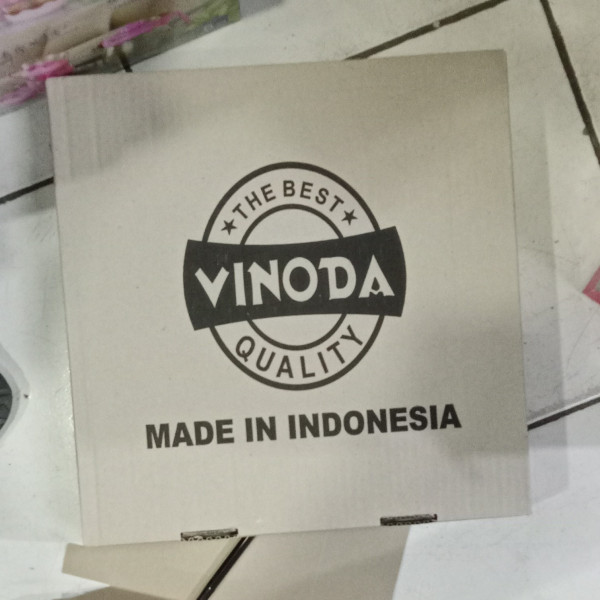 THE BEST
VINODA
QUALITY
MADE IN INDONESIA